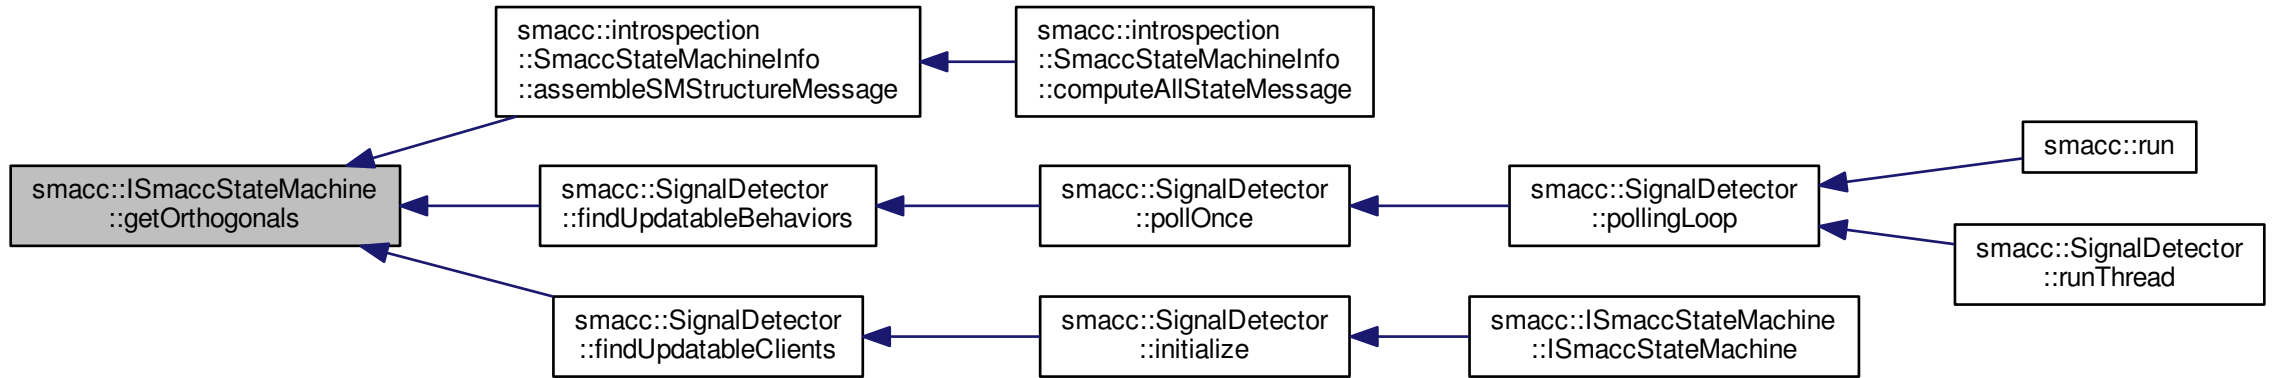 smacc::introspection
::SmaccStateMachineInfo
::assembleSMStructureMessage
smacc::introspection
::SmaccStateMachineInfo
::computeAllStateMessage
smacc::ISmaccStateMachine
::getOrthogonals
smacc::SignalDetector
::findUpdatableBehaviors
smacc::SignalDetector
::pollOnce
smacc::SignalDetector
::pollingLoop
smacc::run
smacc::SignalDetector
::runThread
smacc::SignalDetector
::findUpdatableClients
smacc::SignalDetector
::initialize
smacc::ISmaccStateMachine
::ISmaccStateMachine